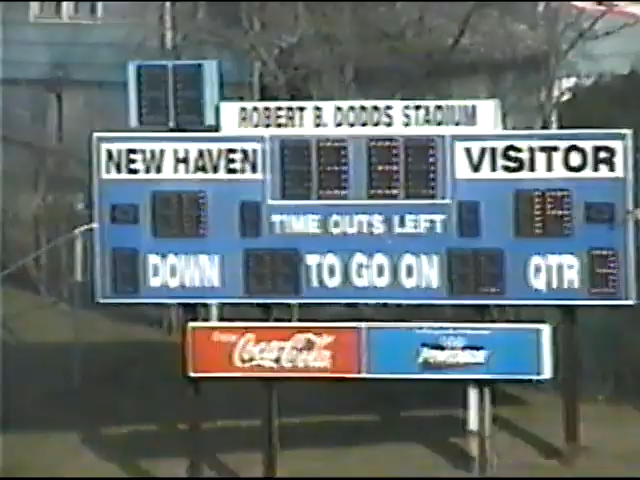 ROBERT B. DODDS STADIUM
NEW HAVEN
VISITOR
TIME OUTS LEFT
DOWN TO GO ON QTR
Coca-Cola